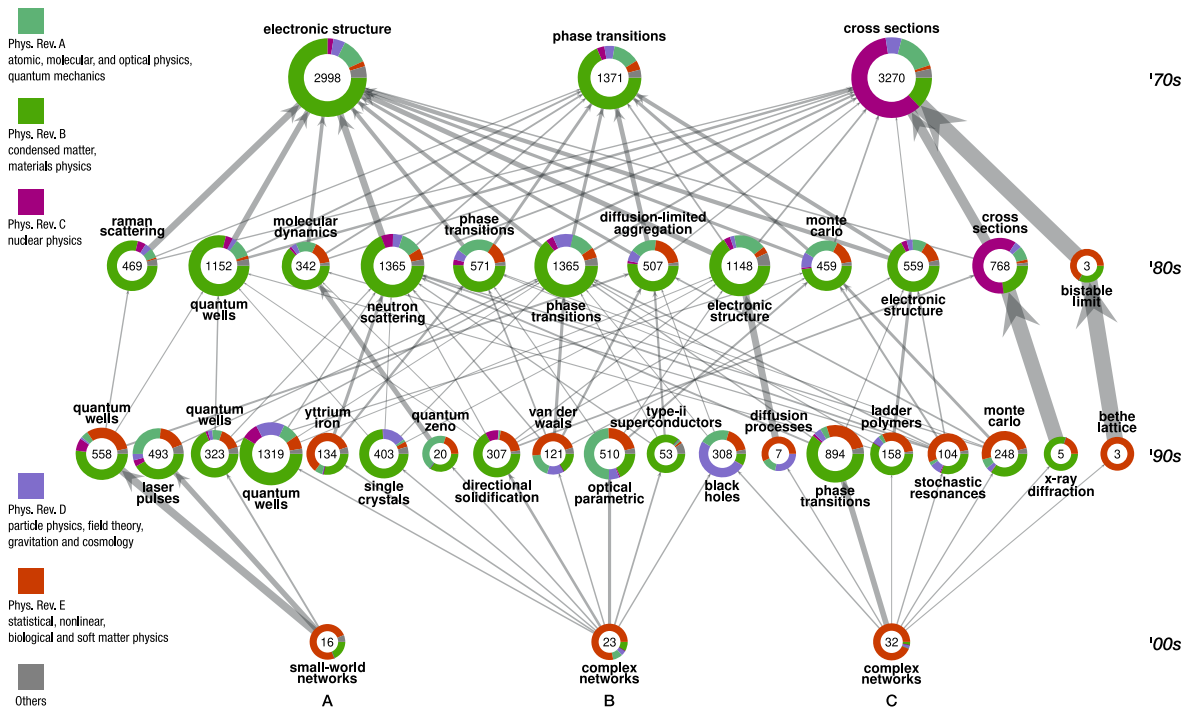 Phys. Rev. A
atomic, molecular, and optical physics,
quantum mechanics
Phys. Rev. B
condensed matter,
materials physics
Phys. Rev. C
nuclear physics
Phys. Rev. D
particle physics, field theory,
gravitation and cosmology
Phys. Rev. E
statistical, nonlinear,
biological and soft matter physics
Others
electronic structure
2998
phase transitions
1371
cross sections
3270
'70s
raman
scattering
469
1152
quantum
wells
molecular
dynamics
342
1365
neutron
scattering
phase
transitions
571
1365
phase
transitions
diffusion-limited
aggregation
507
1148
electronic
structure
monte
carlo
459
559
electronic
structure
cross
sections
768
3
bistable
limit
'80s
quantum
wells
558
493
laser
pulses
quantum
wells
323
1319
quantum
wells
yttrium
iron
134
403
single
crystals
quantum
zeno
20
307
directional
solidification
van der
waals
121
510
optical
parametric
type-ii
superconductors
53
308
black
holes
diffusion
processes
7
894
phase
transitions
ladder
polymers
158
104
stochastic
resonances
monte
carlo
248
5
x-ray
diffraction
bethe
lattice
3
'90s
16
small-world
networks
23
complex
networks
32
complex
networks
'00s
A
B
C